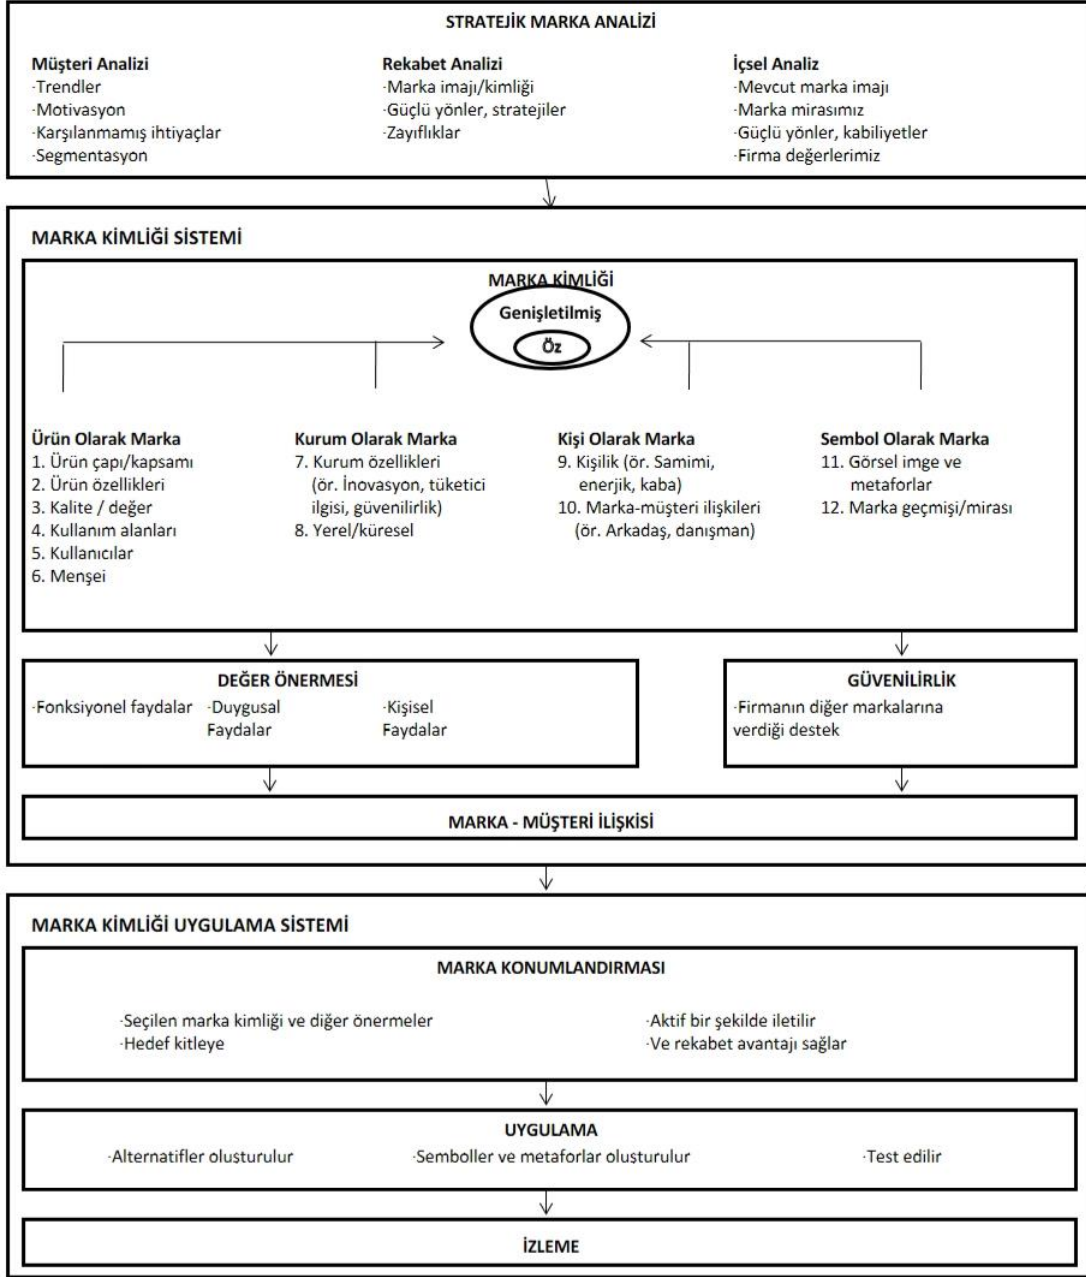 STRATEJİK MARKA ANALİZİ
Müşteri Analizi
·Trendler
·Motivasyon
·Karşılanmamış ihtiyaçlar
·Segmentasyon
Rekabet Analizi
·Marka imajı/kimliği
·Güçlü yönler, stratejiler
·Zayıflıklar
İçsel Analiz
·Mevcut marka imajı
·Marka mirasımız
·Güçlü yönler, kabiliyetler
·Firma değerlerimiz
MARKA KİMLİĞİ SİSTEMİ
MARKA KİMLİĞİ
Genişletilmiş
Öz
Ürün Olarak Marka
1. Ürün çapı/kapsamı
2. Ürün özellikleri
3. Kalite / değer
4. Kullanım alanları
5. Kullanıcılar
6. Menşei
Kurum Olarak Marka
7. Kurum özellikleri
(ör. İnovasyon, tüketici
ilgisi, güvenilirlik)
8. Yerel/küresel
Kişi Olarak Marka
9. Kişilik (ör. Samimi,
enerjik, kaba)
10. Marka-müşteri ilişkileri
(ör. Arkadaş, danışman)
Sembol Olarak Marka
11. Görsel imge ve
metaforlar
12. Marka geçmişi/mirası
DEĞER ÖNERMESİ
·Fonksiyonel faydalar
·Duygusal
Faydalar
·Kişisel
Faydalar
GÜVENİLİRLİK
·Firmanın diğer markalarına
verdiği destek
MARKA - MÜŞTERİ İLİŞKİSİ
MARKA KİMLİĞİ UYGULAMA SİSTEMİ
MARKA KONUMLANDIRMASI
·Seçilen marka kimliği ve diğer önermeler
·Hedef kitleye
·Aktif bir şekilde iletilir
·Ve rekabet avantajı sağlar
UYGULAMA
·Alternatifler oluşturulur
·Semboller ve metaforlar oluşturulur
·Test edilir
İZLEME